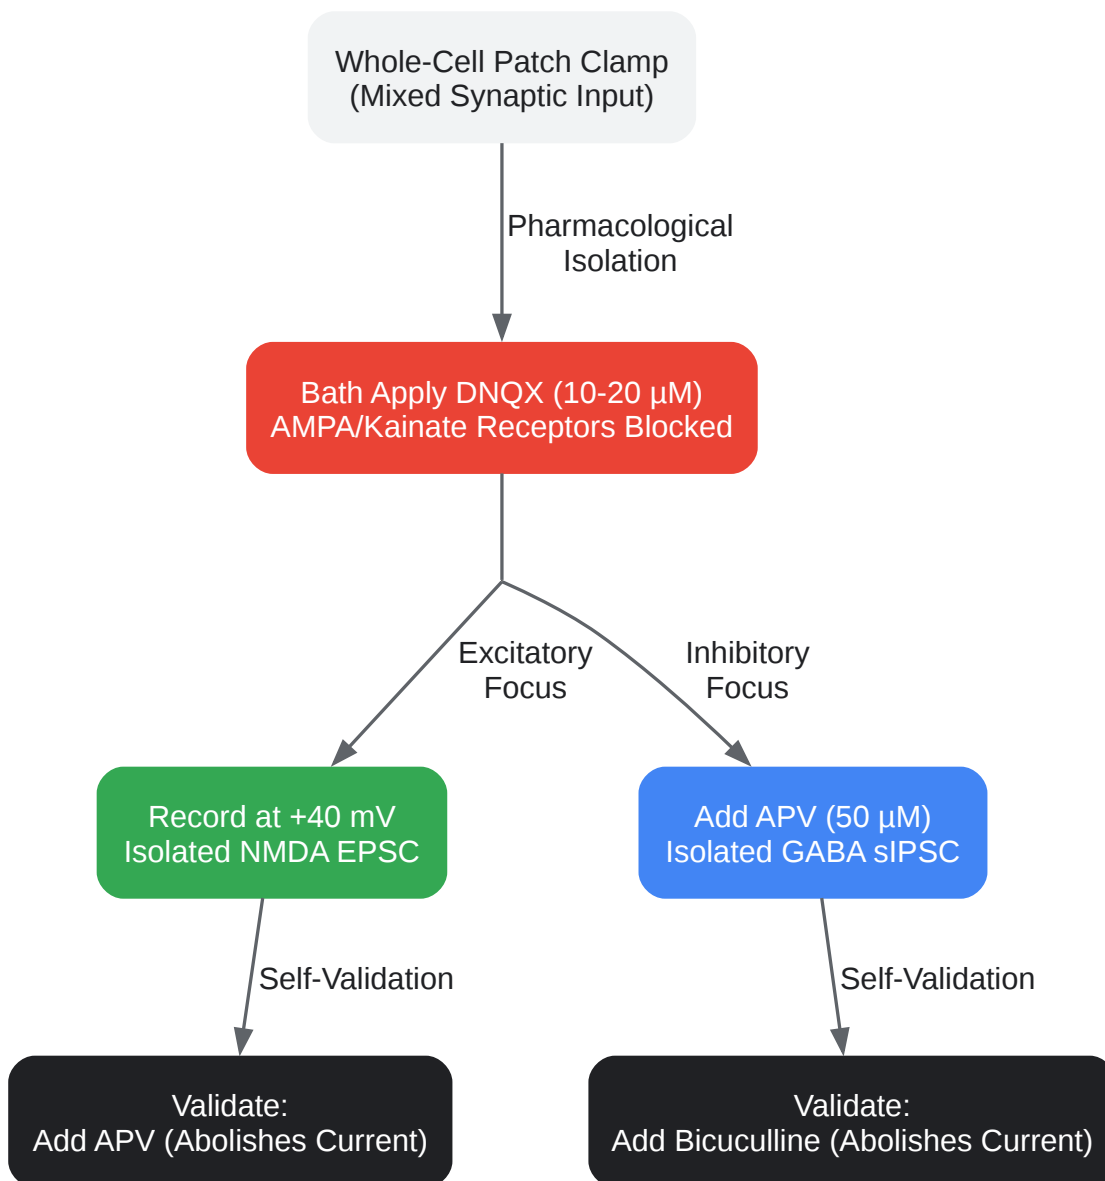 Whole-Cell Patch Clamp
(Mixed Synaptic Input)
Pharmacological
Isolation
Bath Apply DNQX (10-20 µM)
AMPA/Kainate Receptors Blocked
Excitatory
Focus
Inhibitory
Focus
Record at +40 mV
Isolated NMDA EPSC
Add APV (50 µM)
Isolated GABA sIPSC
Self-Validation
Self-Validation
Validate:
Add APV (Abolishes Current)
Validate:
Add Bicuculline (Abolishes Current)